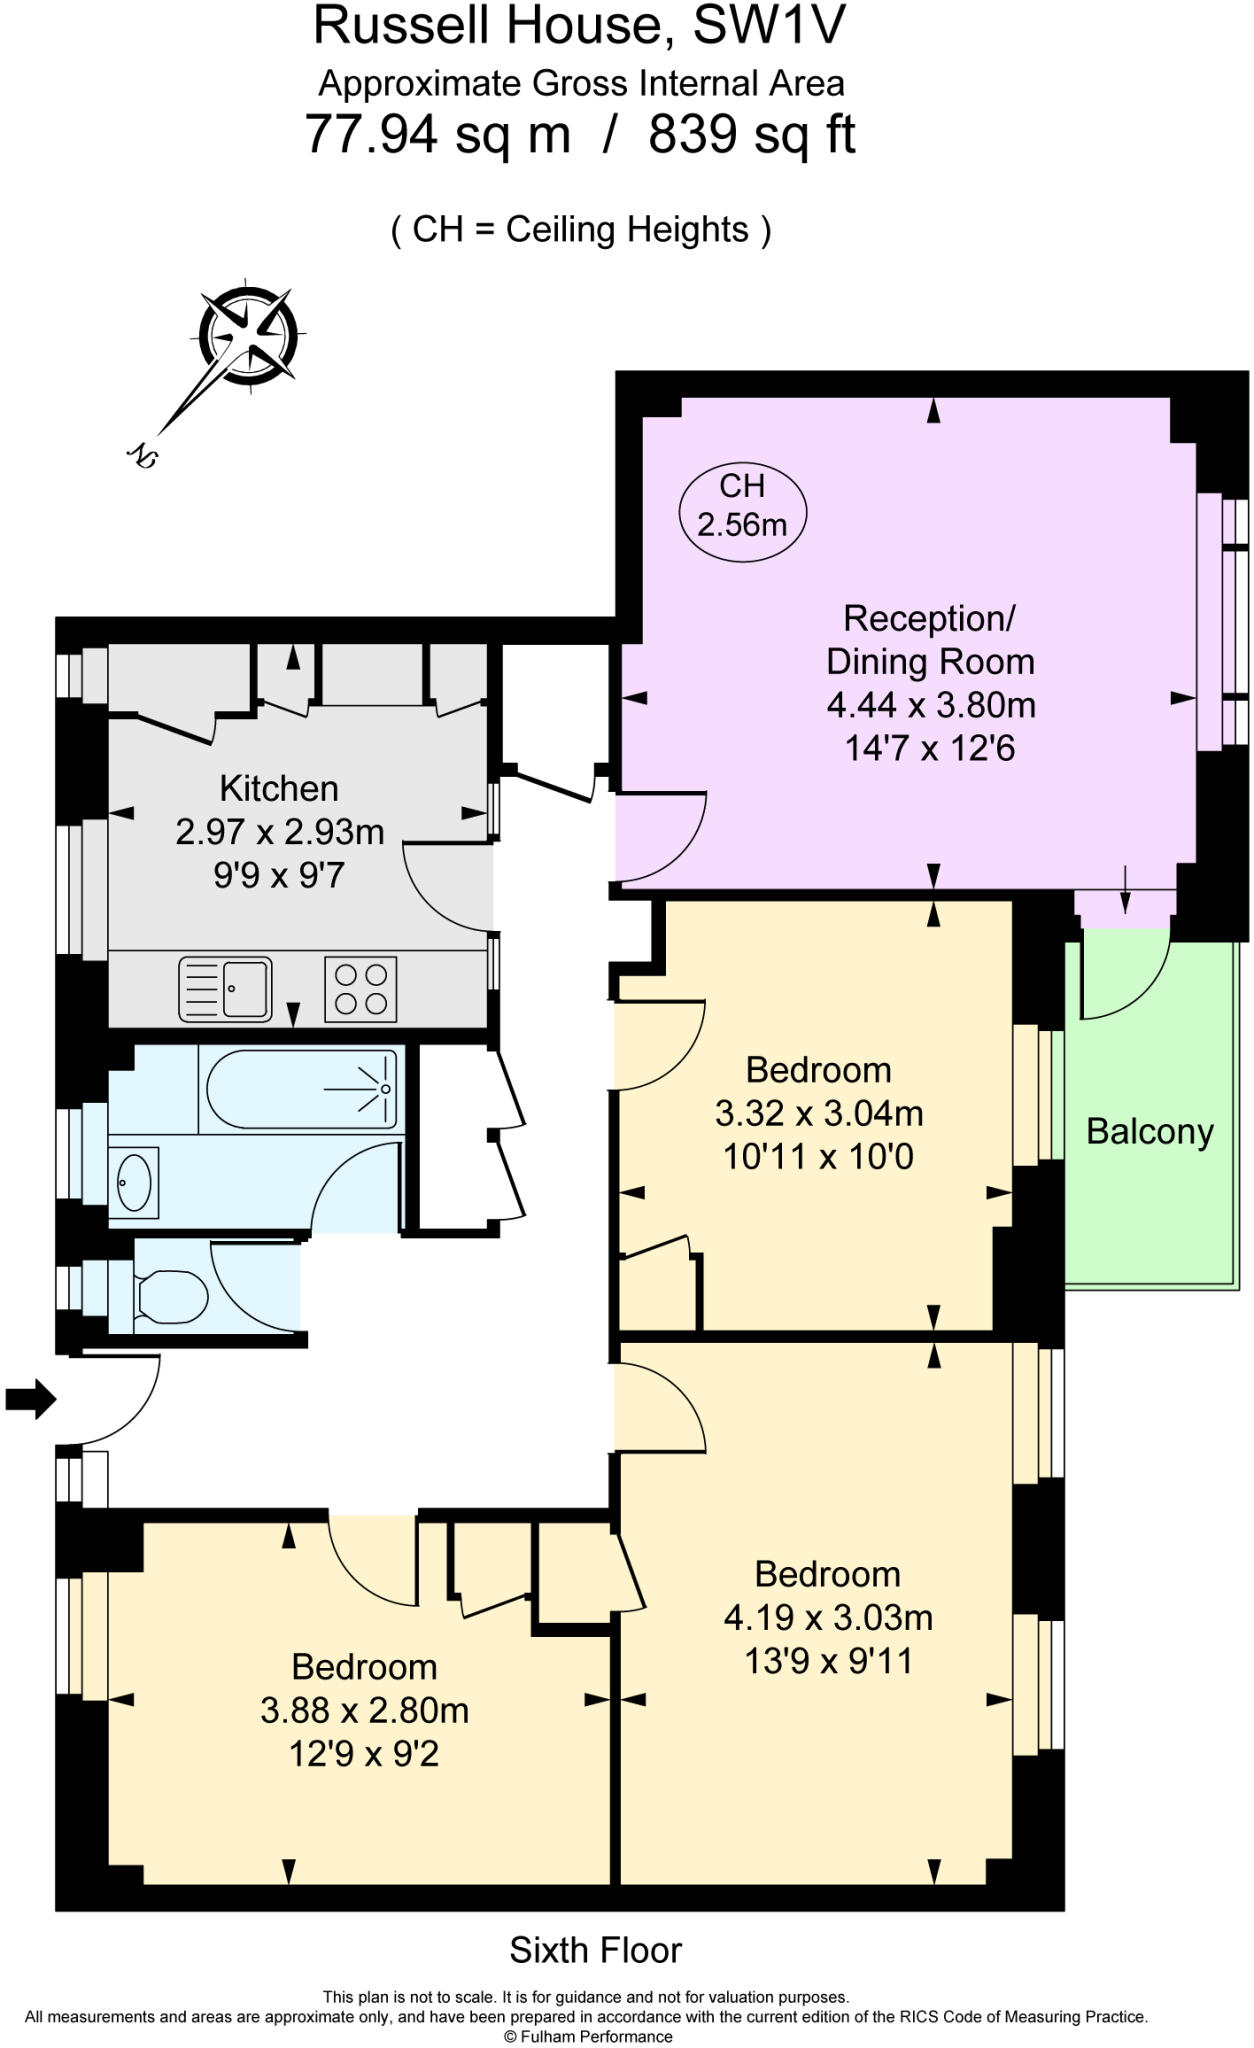 Russell House, SW1V
Approximate Gross Internal Area
77.94 sq m / 839 sq ft
( CH = Ceiling Heights )
N
CH
2.56m
Reception/
Dining Room
4.44 x 3.80m
14'7 x 12'6
Kitchen
2.97 x 2.93m
9'9 x 9'7
Bedroom
3.32 x 3.04m
10'11 x 10'0
Balcony
Bedroom
4.19 x 3.03m
13'9 x 9'11
Bedroom
3.88 x 2.80m
12'9 x 9'2
Sixth Floor
This plan is not to scale. It is for guidance and not for valuation purposes.
All measurements and areas are approximate only, and have been prepared in accordance with the current edition of the RICS Code of Measuring Practice.
© Fulham Performance